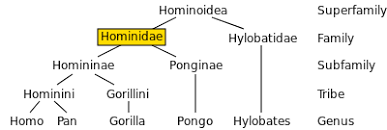 Hominoidea Superfamily
Hominidae Hylobatidae Family
Homininae Ponginae Subfamily
Hominini Gorillini Tribe
Homo Pan Gorilla Pongo Hylobates Genus